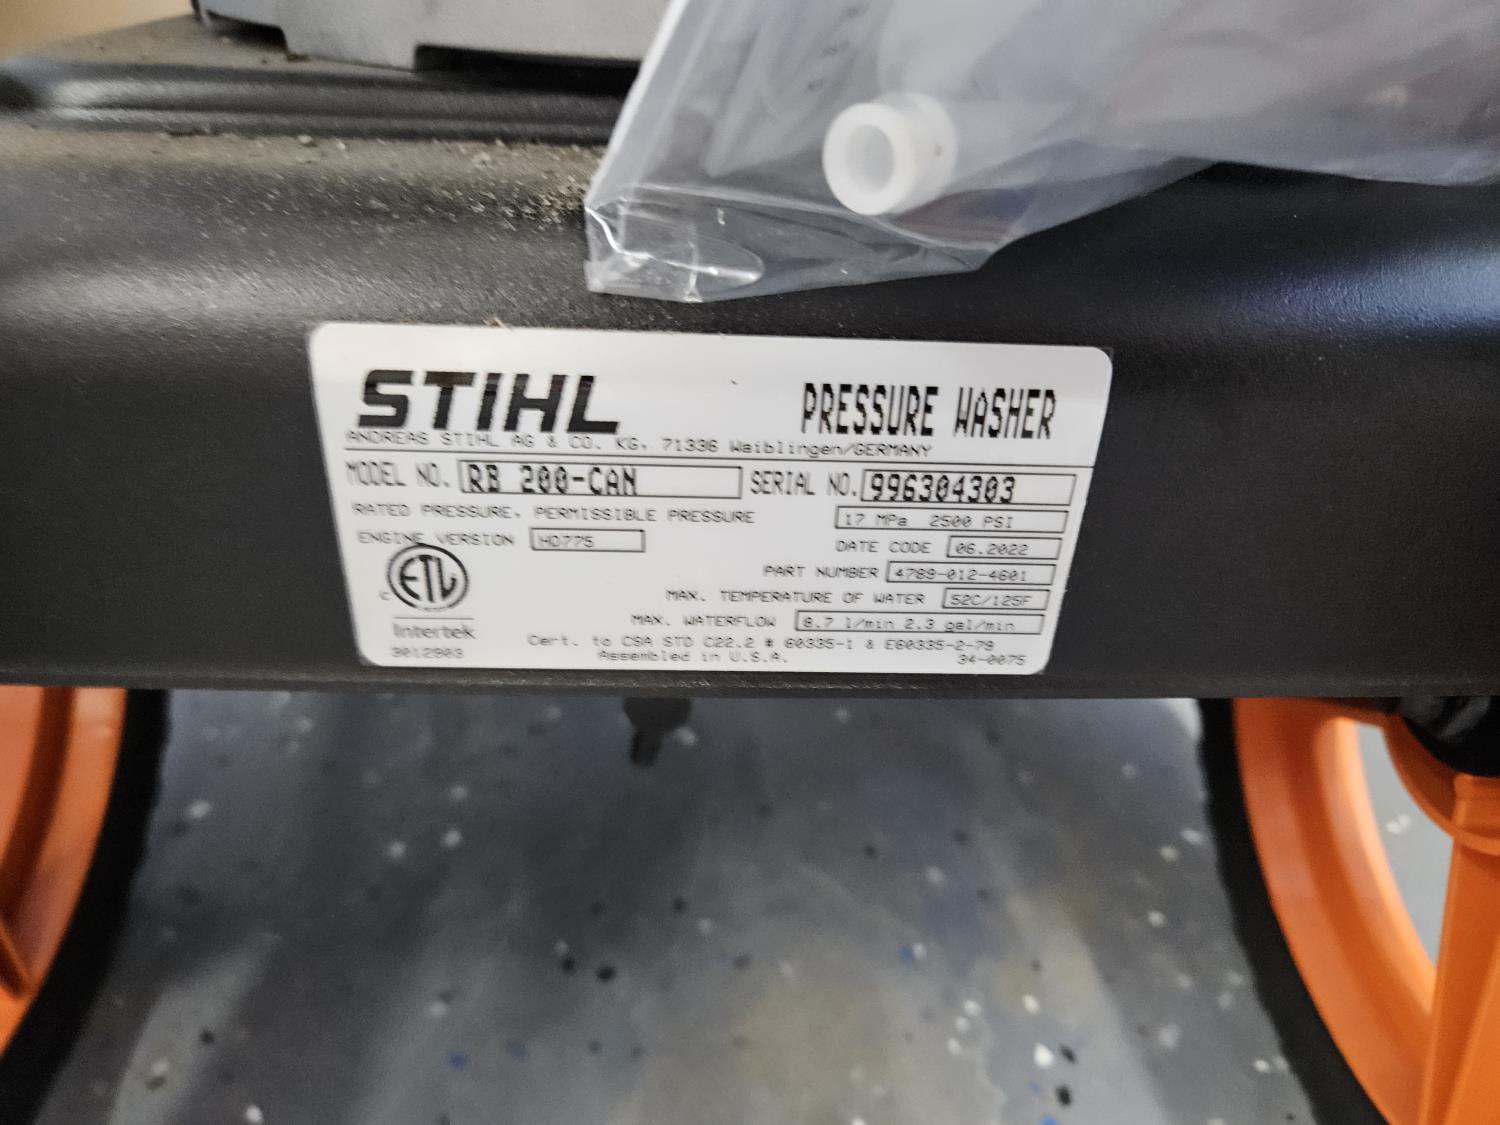 STIHL PRESSURE WASHER
ANDREAS STIHL AG & CO. KG, 71336 Waiblingen/GERMANY
MODEL NO. RB 200-CAN SERIAL NO. 996304303
RATED PRESSURE, PERMISSIBLE PRESSURE 17 MPa 2500 PSI
ENGINE VERSION HD775 DATE CODE 06.2022
PART NUMBER 4789-012-4601
MAX. TEMPERATURE OF WATER 52C/125F
MAX. WATERFLOW 8.7 l/min 2.3 gal/min
C ETL
Intertek
3012903
Cert. to CSA STD C22.2 # 60335-1 & E60335-2-79
Assembled in U.S.A. 34-0075